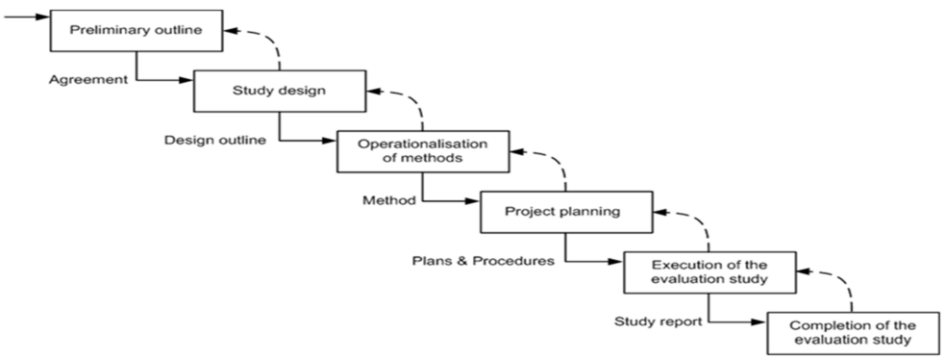 Preliminary outline
Agreement
Study design
Design outline
Operationalisation
of methods
Method
Project planning
Plans & Procedures
Execution of the
evaluation study
Study report
Completion of the
evaluation study